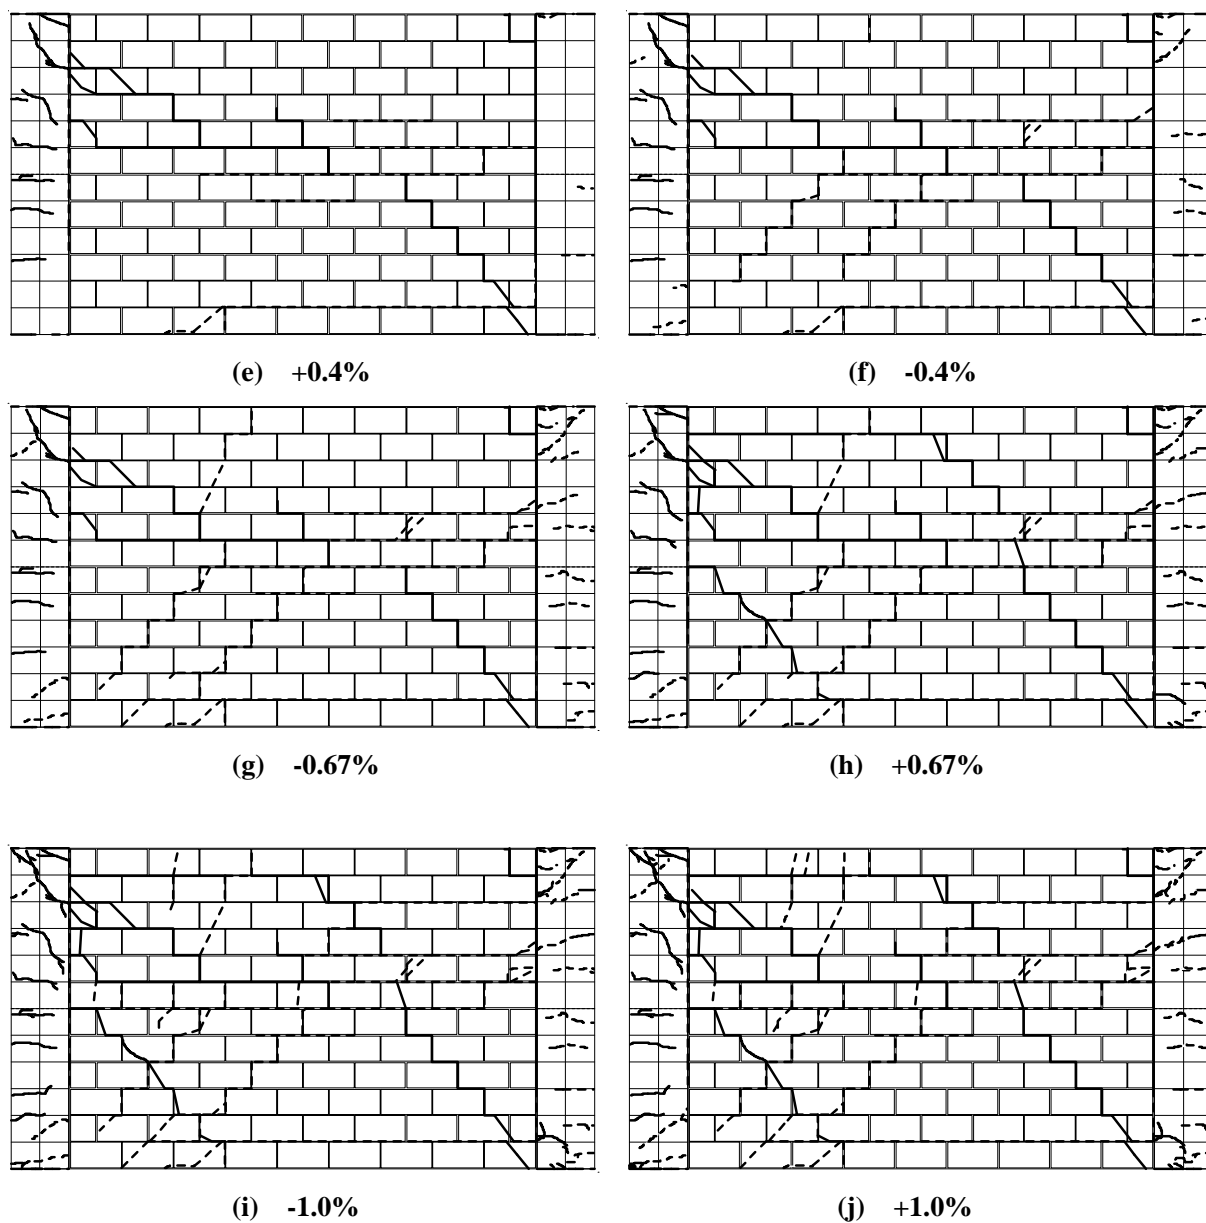 (e) +0.4%
(f) -0.4%
(g) -0.67%
(h) +0.67%
(i) -1.0%
(j) +1.0%